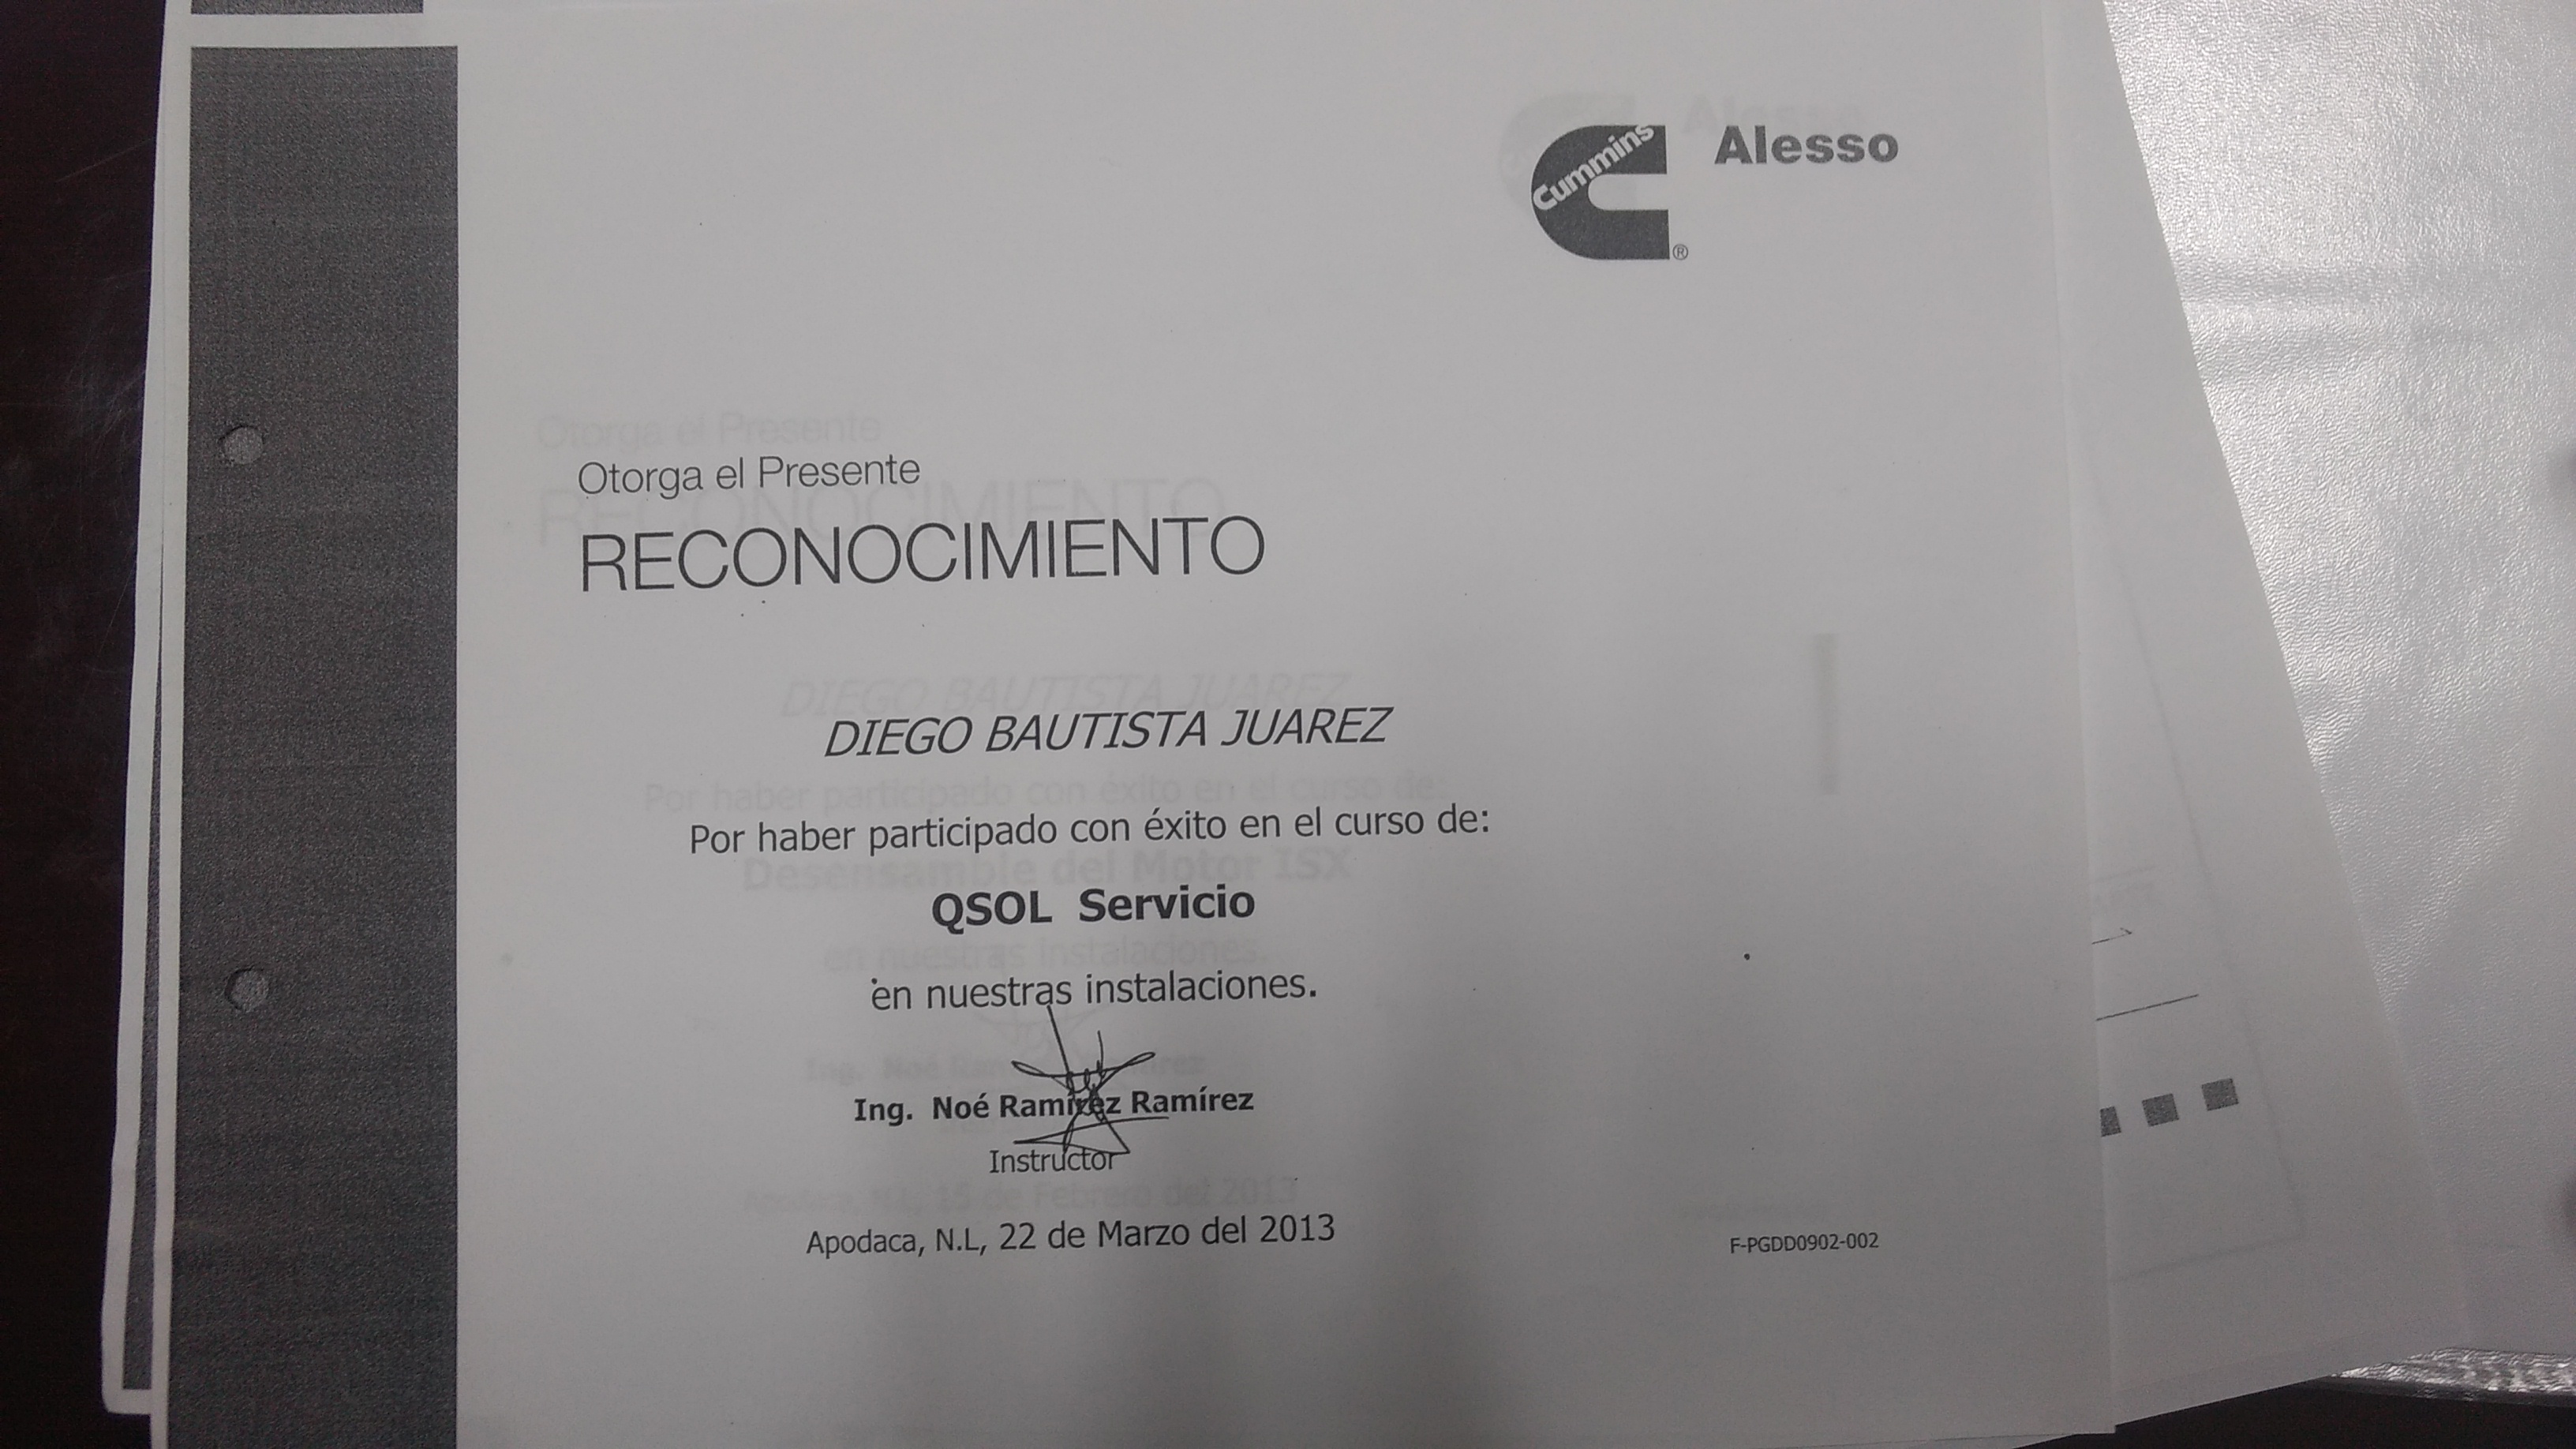 Cummins
®
Alesso
Otorga el Presente
RECONOCIMIENTO
DIEGO BAUTISTA JUAREZ
Por haber participado con éxito en el curso de:
QSOL  Servicio
en nuestras instalaciones.
Ing.  Noé Ramírez Ramírez
Instructor
Apodaca, N.L, 22 de Marzo del 2013
F-PGDD0902-002